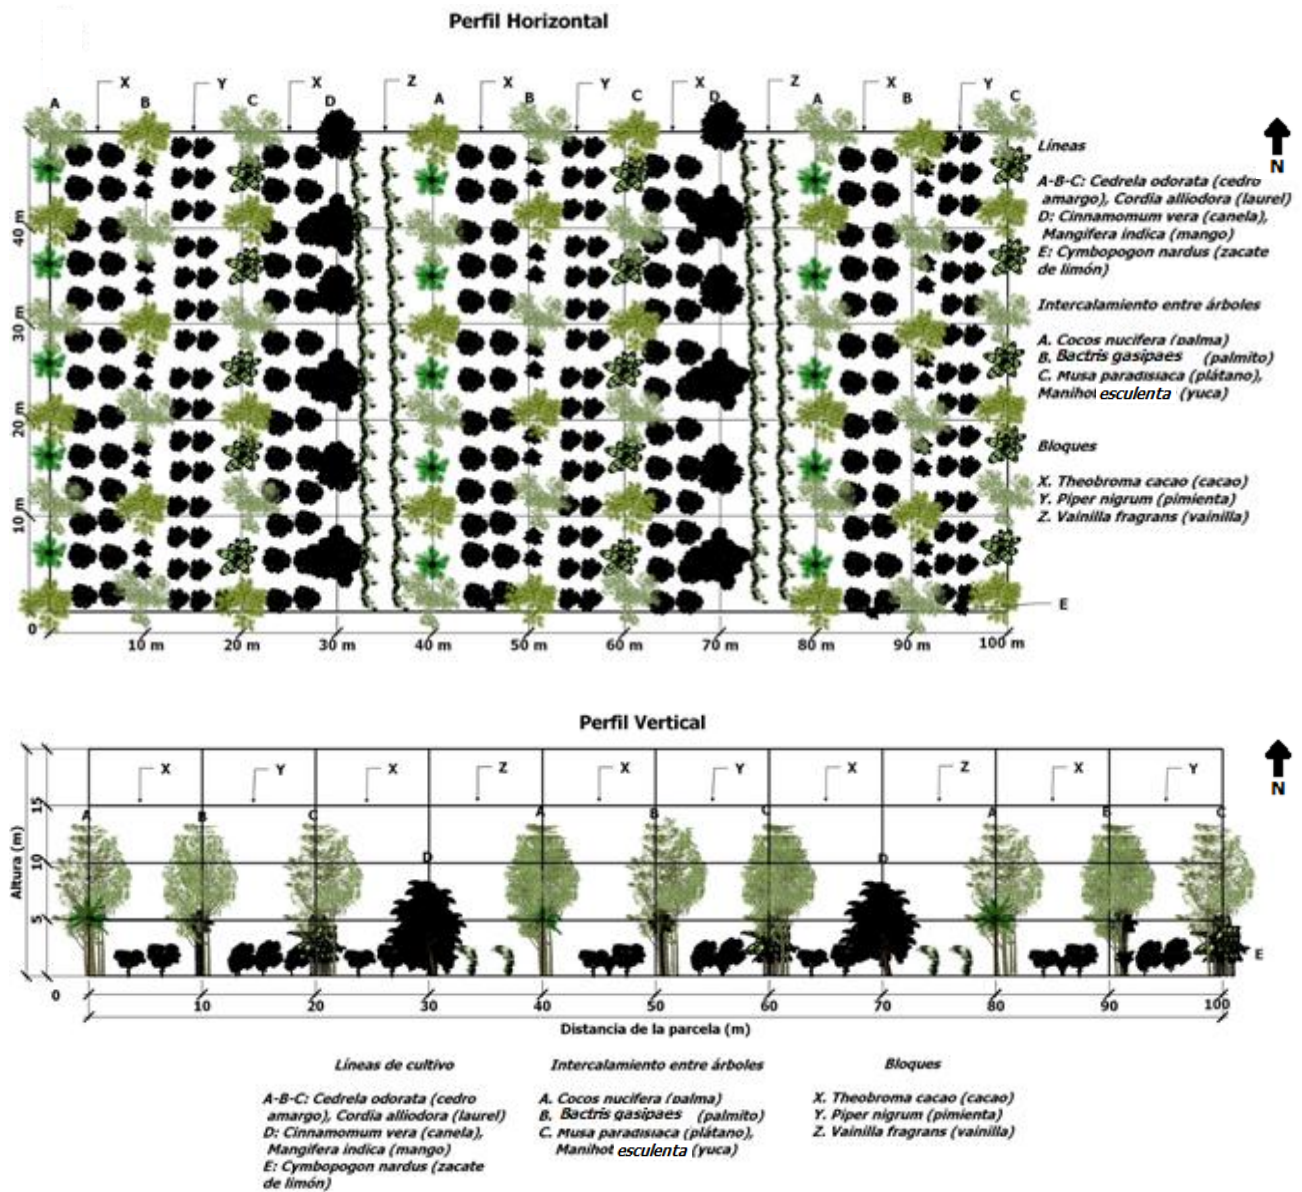 Perfil Horizontal
X Y X Z X Y X Z X Y
A B C D A B C D A B C
N
40 m
30 m
20 m
10 m
0
10 m 20 m 30 m 40 m 50 m 60 m 70 m 80 m 90 m 100 m
E
Líneas
A-B-C: Cedrela odorata (cedro
amargo), Cordia alliodora (laurel)
D: Cinnamomum vera (canela),
Mangifera indica (mango)
E: Cymbopogon nardus (zacate
de limón)
Intercalamiento entre árboles
A. Cocos nucifera (palma)
B. Bactris gasipaes (palmito)
C. Musa paradisiaca (plátano),
Manihot esculenta (yuca)
Bloques
X. Theobroma cacao (cacao)
Y. Piper nigrum (pimienta)
Z. Vainilla fragrans (vainilla)
Perfil Vertical
X Y X Z X Y X Z X Y
N
A B C D A B C D A B C
Altura (m)
15
10
5
E
0 10 20 30 40 50 60 70 80 90 100
Distancia de la parcela (m)
Líneas de cultivo
A-B-C: Cedrela odorata (cedro
amargo), Cordia alliodora (laurel)
D: Cinnamomum vera (canela),
Mangifera indica (mango)
E: Cymbopogon nardus (zacate
de limón)
Intercalamiento entre árboles
A. Cocos nucifera (palma)
B. Bactris gasipaes (palmito)
C. Musa paradisiaca (plátano),
Manihot esculenta (yuca)
Bloques
X. Theobroma cacao (cacao)
Y. Piper nigrum (pimienta)
Z. Vainilla fragrans (vainilla)